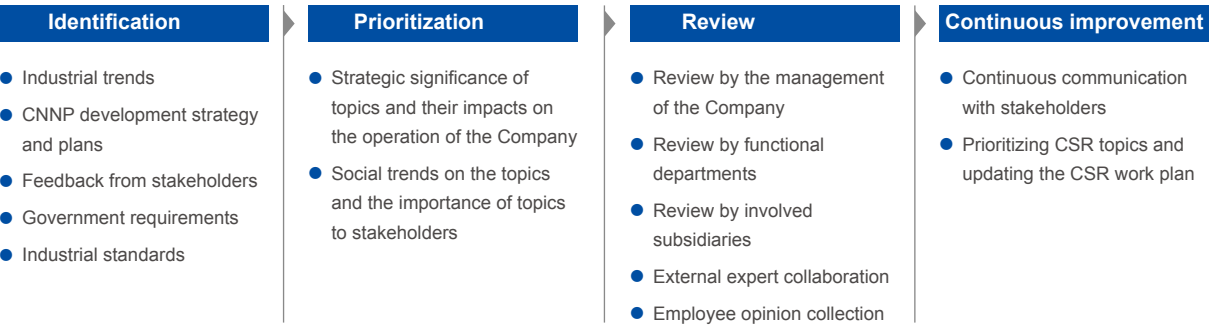 Identification
Industrial trends
CNNP development strategy
and plans
Feedback from stakeholders
Government requirements
Industrial standards
Prioritization
Strategic significance of
topics and their impacts on
the operation of the Company
Social trends on the topics
and the importance of topics
to stakeholders
Review
Review by the management
of the Company
Review by functional
departments
Review by involved
subsidiaries
External expert collaboration
Employee opinion collection
Continuous improvement
Continuous communication
with stakeholders
Prioritizing CSR topics and
updating the CSR work plan